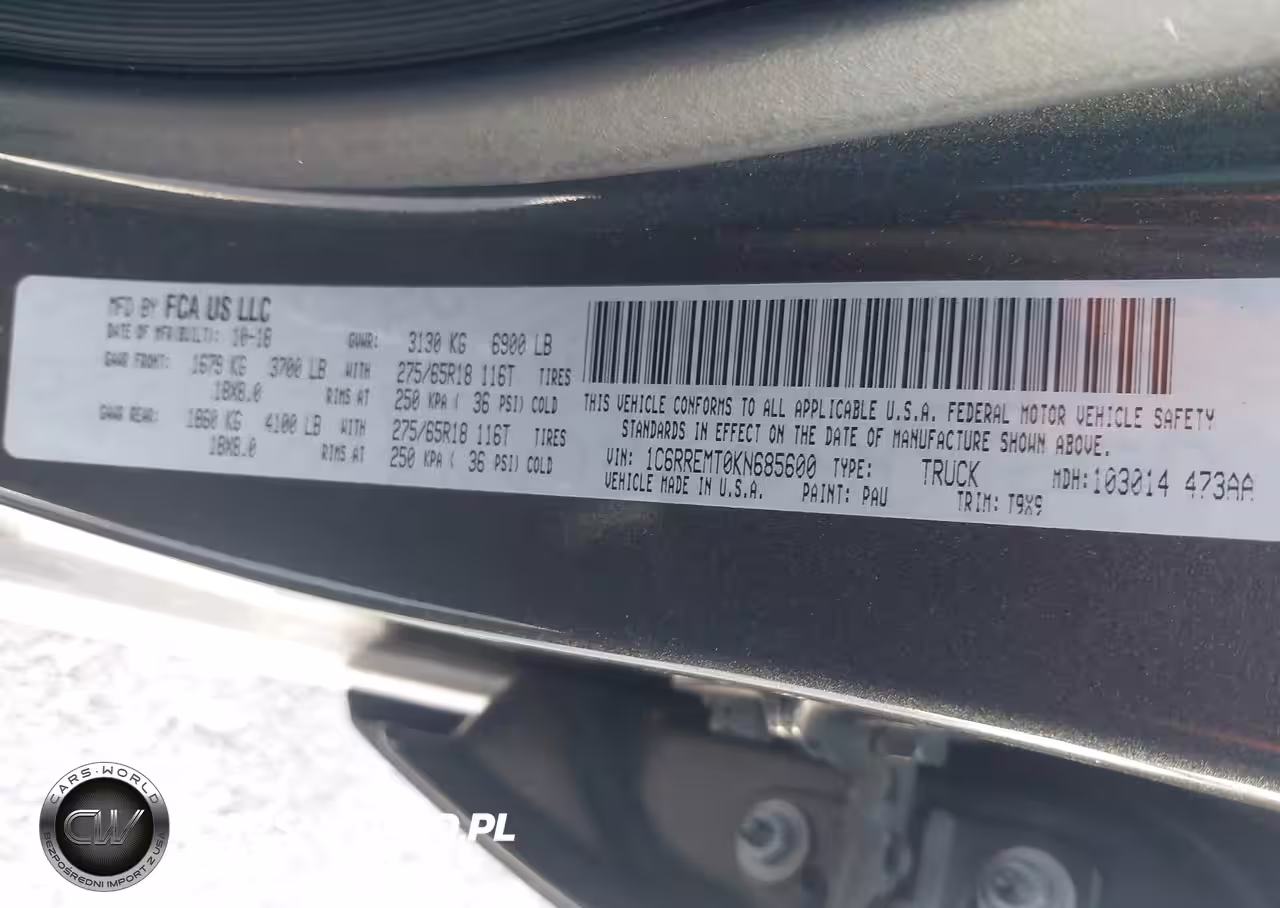 MFD BY FCA US LLC
DATE OF MFR(BUILT): 10-18 GVWR: 3130 KG 6900 LB
GAWR FRONT: 1679 KG 3700 LB WITH 275/65R18 116T TIRES
18X8.0 RIMS AT 250 KPA ( 36 PSI) COLD
GAWR REAR: 1860 KG 4100 LB WITH 275/65R18 116T TIRES
18X8.0 RIMS AT 250 KPA ( 36 PSI) COLD
THIS VEHICLE CONFORMS TO ALL APPLICABLE U.S.A. FEDERAL MOTOR VEHICLE SAFETY
STANDARDS IN EFFECT ON THE DATE OF MANUFACTURE SHOWN ABOVE.
VIN: 1C6RREMT0KN685600 TYPE: TRUCK MDH:103014 473AA
VEHICLE MADE IN U.S.A. PAINT: PAU TRIM: T9X9
CARS·WORLD
CW
BEZPOŚREDNI IMPORT Z USA
.PL